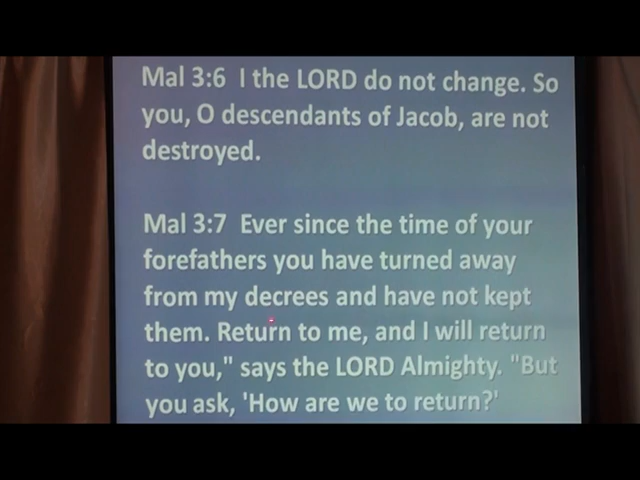 Mal 3:6  I the LORD do not change. So
you, O descendants of Jacob, are not
destroyed.
Mal 3:7  Ever since the time of your
forefathers you have turned away
from my decrees and have not kept
them. Return to me, and I will return
to you," says the LORD Almighty. "But
you ask, 'How are we to return?'